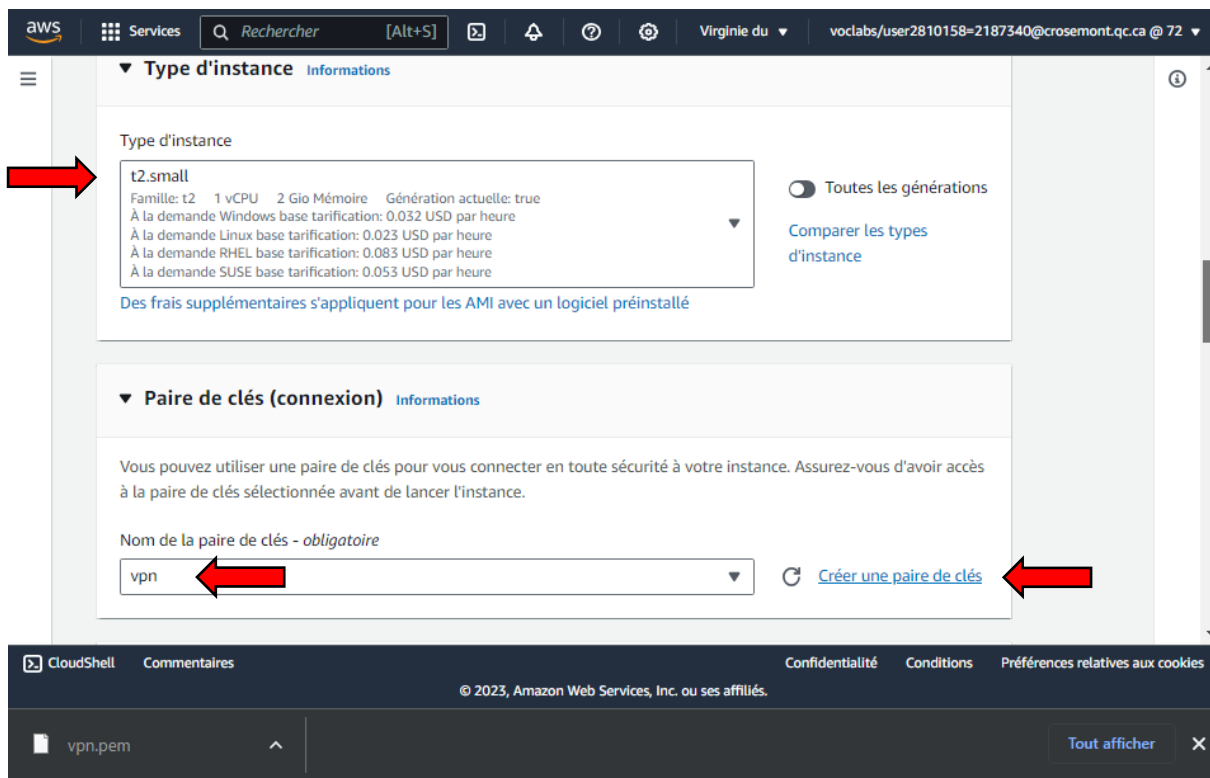 aws
Services
Rechercher
[Alt+S]
Virginie du
voclabs/user2810158=2187340@crosemont.qc.ca @ 72
Type d'instance Informations
Type d'instance
t2.small
Famille: t2 1 vCPU 2 Gio Mémoire Génération actuelle: true
À la demande Windows base tarification: 0.032 USD par heure
À la demande Linux base tarification: 0.023 USD par heure
À la demande RHEL base tarification: 0.083 USD par heure
À la demande SUSE base tarification: 0.053 USD par heure
Toutes les générations
Comparer les types
d'instance
Des frais supplémentaires s'appliquent pour les AMI avec un logiciel préinstallé
Paire de clés (connexion) Informations
Vous pouvez utiliser une paire de clés pour vous connecter en toute sécurité à votre instance. Assurez-vous d'avoir accès
à la paire de clés sélectionnée avant de lancer l'instance.
Nom de la paire de clés - obligatoire
vpn
Créer une paire de clés
CloudShell
Commentaires
Confidentialité
Conditions
Préférences relatives aux cookies
© 2023, Amazon Web Services, Inc. ou ses affiliés.
vpn.pem
Tout afficher